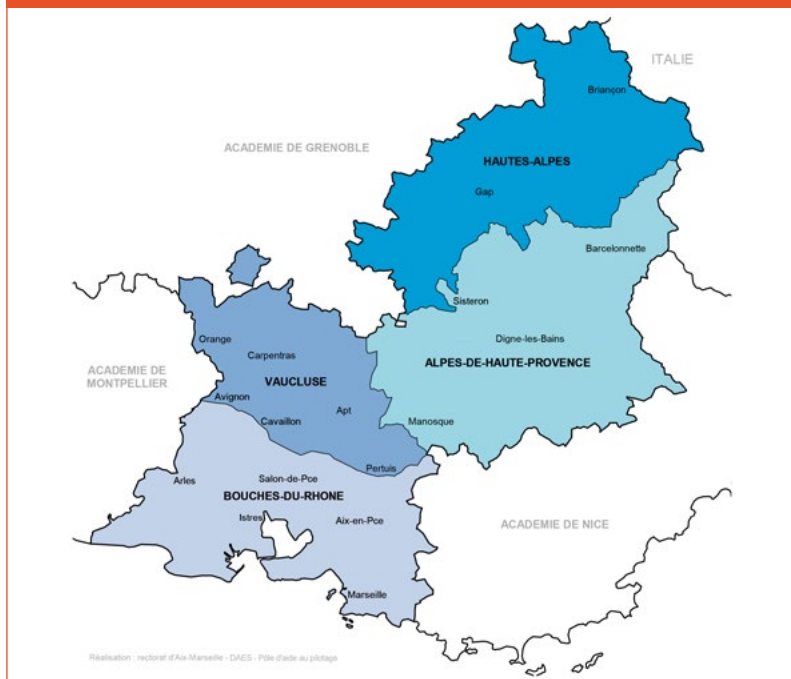 ITALIE
Briançon
ACADEMIE DE GRENOBLE
HAUTES-ALPES
Gap
Barcelonnette
Sisteron
Orange
Digne-les-Bains
Carpentras
ACADEMIE DE
MONTPELLIER
ALPES-DE-HAUTE-PROVENCE
VAUCLUSE
Avignon
Apt
Cavaillon
Manosque
Pertuis
Arles
Salon-de-Pce
BOUCHES-DU-RHONE
Istres
Aix-en-Pce
ACADEMIE DE NICE
Marseille
Réalisation : rectorat d'Aix-Marseille - DAES - Pôle d'aide au pilotage